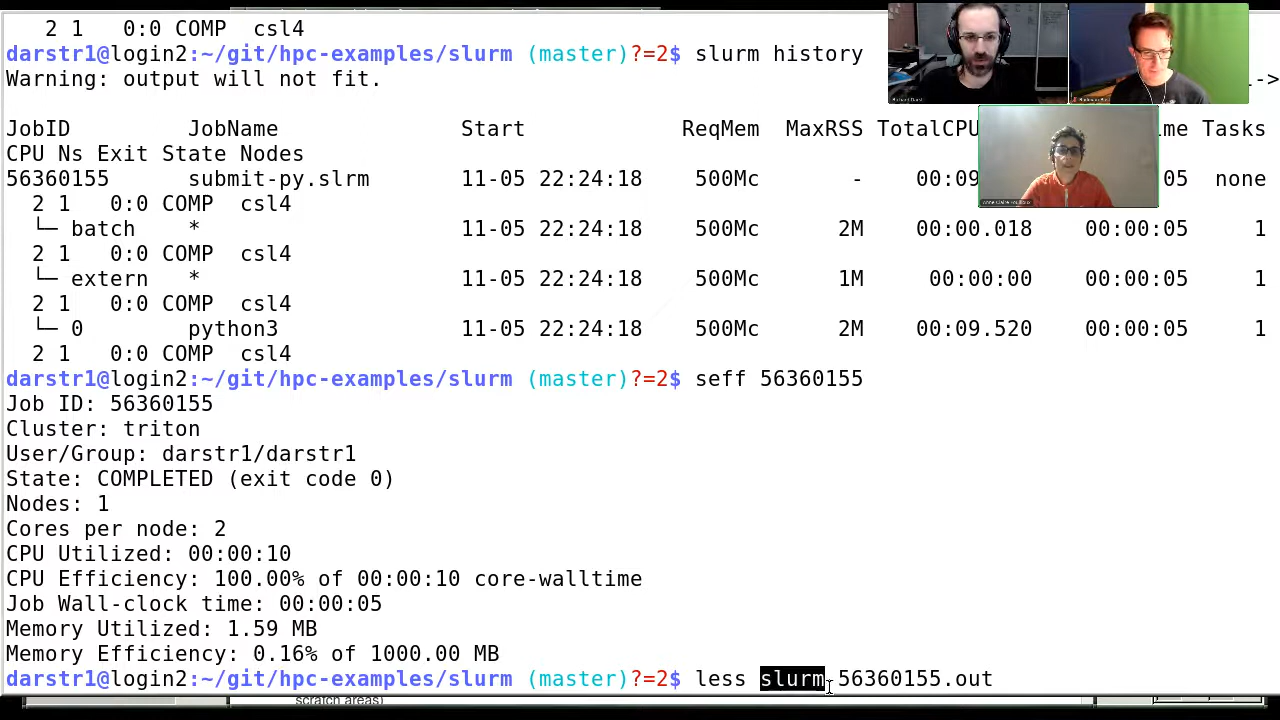 2 1   0:0 COMP  csl4
darstr1@login2:~/git/hpc-examples/slurm (master)?=2$ slurm history
Warning: output will not fit.
->
JobID         JobName              Start            ReqMem  MaxRSS TotalCPU      me Tasks
CPU Ns Exit State Nodes
56360155      submit-py.slrm       11-05 22:24:18    500Mc       -    00:09      05  none
2 1   0:0 COMP  csl4
└─ batch    *                    11-05 22:24:18    500Mc      2M    00:00.018    00:00:05     1
2 1   0:0 COMP  csl4
└─ extern   *                    11-05 22:24:18    500Mc      1M     00:00:00    00:00:05     1
2 1   0:0 COMP  csl4
└─ 0        python3              11-05 22:24:18    500Mc      2M    00:09.520    00:00:05     1
2 1   0:0 COMP  csl4
darstr1@login2:~/git/hpc-examples/slurm (master)?=2$ seff 56360155
Job ID: 56360155
Cluster: triton
User/Group: darstr1/darstr1
State: COMPLETED (exit code 0)
Nodes: 1
Cores per node: 2
CPU Utilized: 00:00:10
CPU Efficiency: 100.00% of 00:00:10 core-walltime
Job Wall-clock time: 00:00:05
Memory Utilized: 1.59 MB
Memory Efficiency: 0.16% of 1000.00 MB
darstr1@login2:~/git/hpc-examples/slurm (master)?=2$ less slurm 56360155.out
scratch areas)